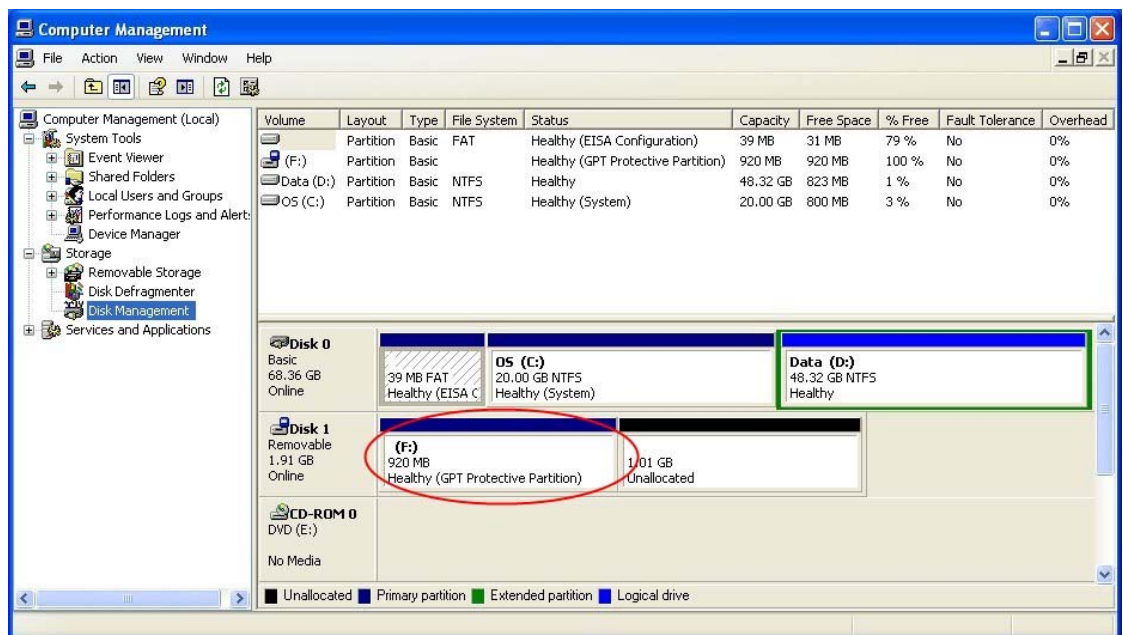 Computer Management
File Action View Window Help
Computer Management (Local)
System Tools
Event Viewer
Shared Folders
Local Users and Groups
Performance Logs and Alert:
Device Manager
Storage
Removable Storage
Disk Defragmenter
Disk Management
Services and Applications
Volume Layout Type File System Status Capacity Free Space % Free Fault Tolerance Overhead
Partition Basic FAT Healthy (EISA Configuration) 39 MB 31 MB 79 % No 0%
(F:) Partition Basic Healthy (GPT Protective Partition) 920 MB 920 MB 100 % No 0%
Data (D:) Partition Basic NTFS Healthy 48.32 GB 823 MB 1 % No 0%
OS (C:) Partition Basic NTFS Healthy (System) 20.00 GB 800 MB 3 % No 0%
Disk 0
Basic
68.36 GB
Online
39 MB FAT
Healthy (EISA C
OS (C:)
20.00 GB NTFS
Healthy (System)
Data (D:)
48.32 GB NTFS
Healthy
Disk 1
Removable
1.91 GB
Online
(F:)
920 MB
Healthy (GPT Protective Partition)
1.01 GB
Unallocated
CD-ROM 0
DVD (E:)
No Media
Unallocated Primary partition Extended partition Logical drive